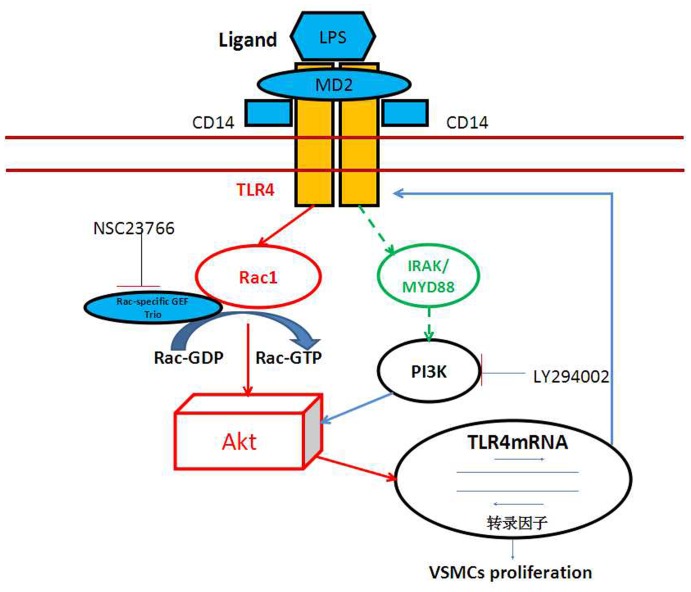 Ligand
LPS
MD2
CD14
CD14
TLR4
NSC23766
Rac1
IRAK/
MYD88
Rac-specific GEF
Trio
Rac-GDP
Rac-GTP
PI3K
LY294002
Akt
TLR4mRNA
转录因子
VSMCs proliferation